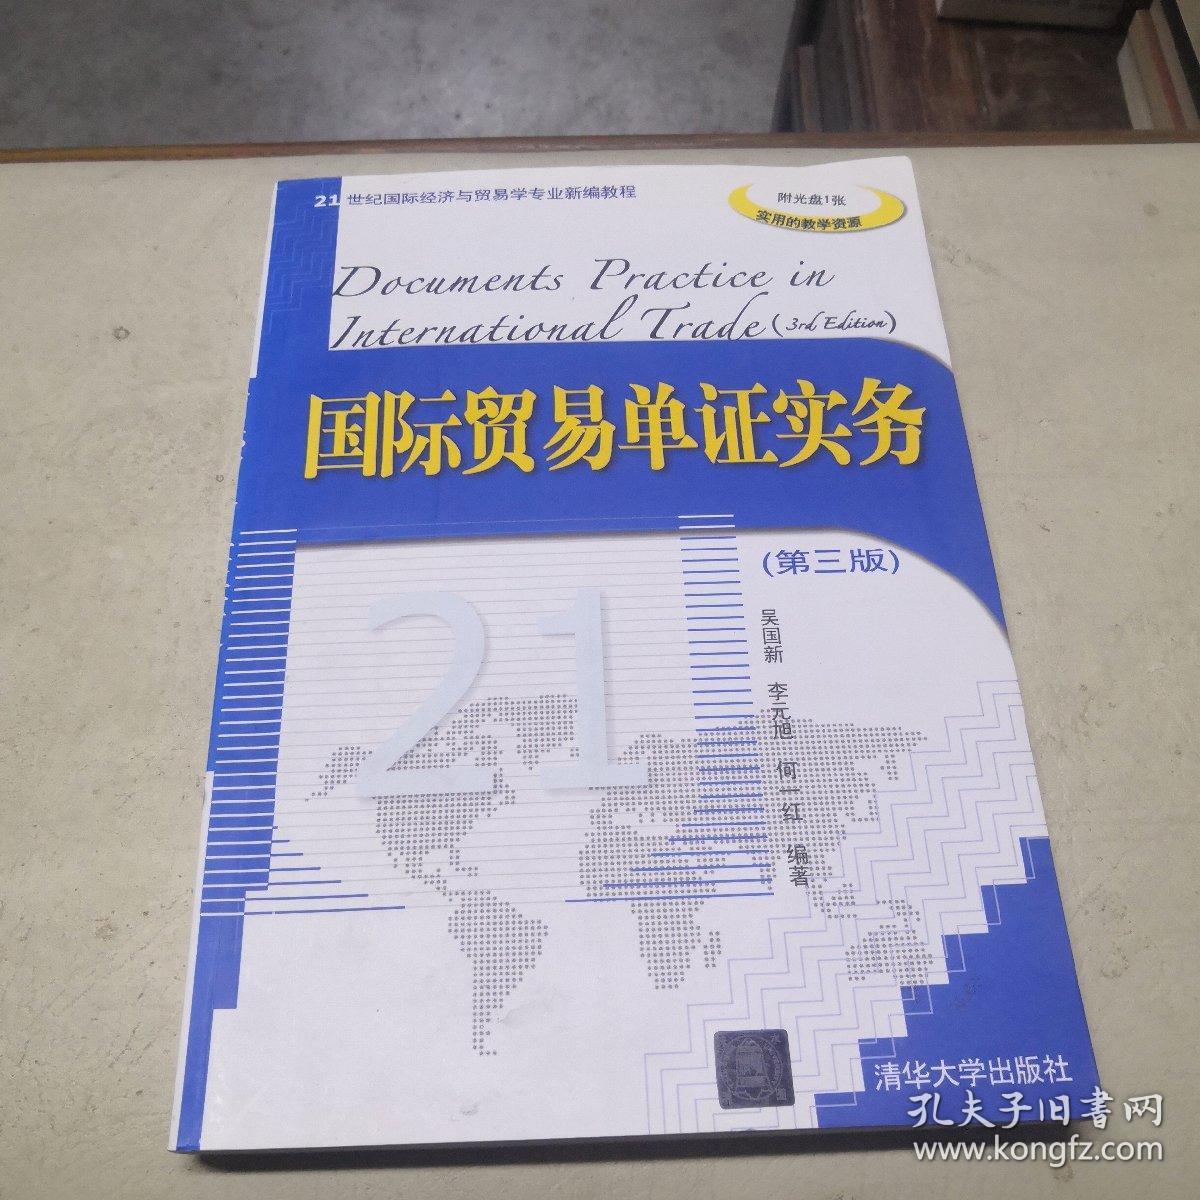 21世纪国际经济与贸易学专业新编教程
附光盘1张
实用的教学资源
Documents Practice in
International Trade (3rd Edition)
国际贸易单证实务
(第三版)
21
吴国新 李元旭 何一红 编著
清华大学出版社
孔夫子旧书网
www.kongfz.com